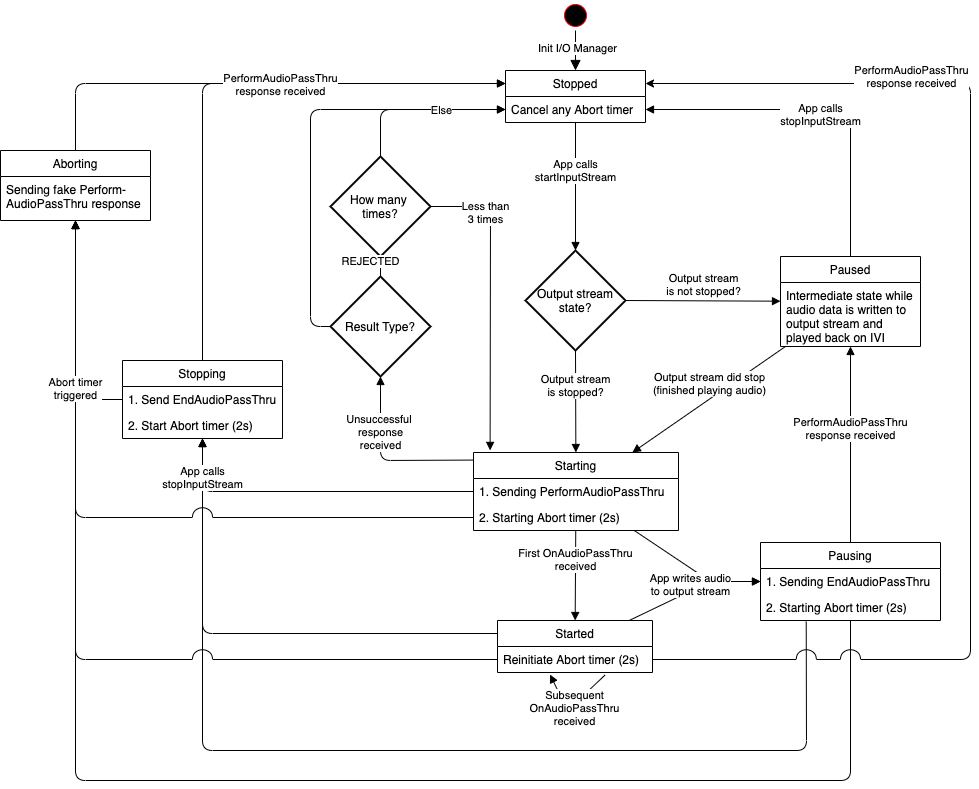 Init I/O Manager
PerformAudioPassThru
response received
Stopped
PerformAudioPassThru
response received
Cancel any Abort timer
Else
App calls
stopInputStream
Aborting
Sending fake Perform-
AudioPassThru response
App calls
startInputStream
How many
times?
Less than
3 times
REJECTED
Output stream
state?
Output stream
is not stopped?
Paused
Intermediate state while
audio data is written to
output stream and
played back on IVI
Result Type?
Stopping
1. Send EndAudioPassThru
2. Start Abort timer (2s)
Abort timer
triggered
Output stream
is stopped?
Output stream did stop
(finished playing audio)
Unsuccessful
response
received
PerformAudioPassThru
response received
App calls
stopInputStream
Starting
1. Sending PerformAudioPassThru
2. Starting Abort timer (2s)
First OnAudioPassThru
received
App writes audio
to output stream
Pausing
1. Sending EndAudioPassThru
2. Starting Abort timer (2s)
Started
Reinitiate Abort timer (2s)
Subsequent
OnAudioPassThru
received